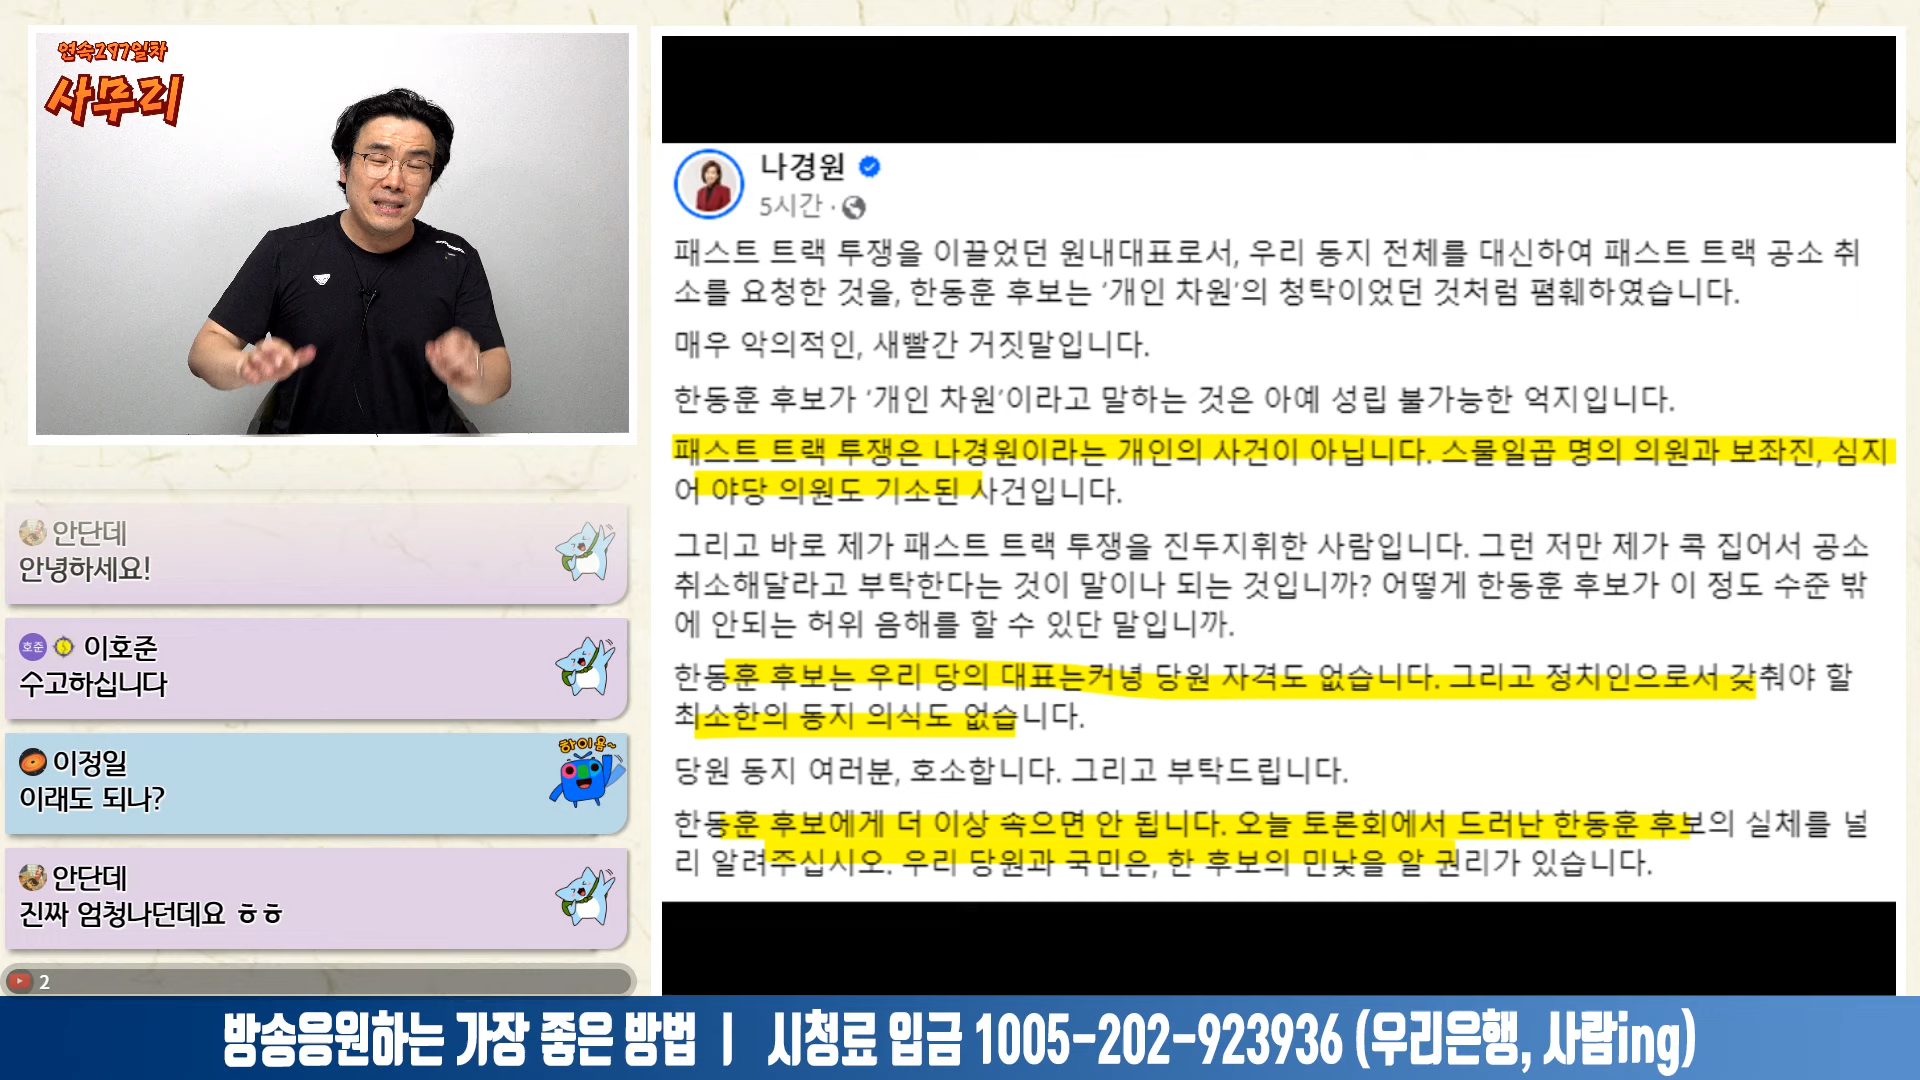 연속297일차
사무리
나경원
5시간 ·
패스트 트랙 투쟁을 이끌었던 원내대표로서, 우리 동지 전체를 대신하여 패스트 트랙 공소 취
소를 요청한 것을, 한동훈 후보는 '개인 차원'의 청탁이었던 것처럼 폄훼하였습니다.
매우 악의적인, 새빨간 거짓말입니다.
한동훈 후보가 '개인 차원'이라고 말하는 것은 아예 성립 불가능한 억지입니다.
패스트 트랙 투쟁은 나경원이라는 개인의 사건이 아닙니다. 스물일곱 명의 의원과 보좌진, 심지
어 야당 의원도 기소된 사건입니다.
그리고 바로 제가 패스트 트랙 투쟁을 진두지휘한 사람입니다. 그런 저만 제가 콕 집어서 공소
취소해달라고 부탁한다는 것이 말이나 되는 것입니까? 어떻게 한동훈 후보가 이 정도 수준 밖
에 안되는 허위 음해를 할 수 있단 말입니까.
한동훈 후보는 우리 당의 대표는커녕 당원 자격도 없습니다. 그리고 정치인으로서 갖춰야 할
최소한의 동지 의식도 없습니다.
당원 동지 여러분, 호소합니다. 그리고 부탁드립니다.
한동훈 후보에게 더 이상 속으면 안 됩니다. 오늘 토론회에서 드러난 한동훈 후보의 실체를 널
리 알려주십시오. 우리 당원과 국민은, 한 후보의 민낯을 알 권리가 있습니다.
안단데
안녕하세요!
호준 이호준
수고하십니다
이정일
하이욤~
이래도 되나?
안단데
진짜 엄청나던데요 ㅎㅎ
2
방송응원하는 가장 좋은 방법 | 시청료 입금 1005-202-923936 (우리은행, 사람ing)